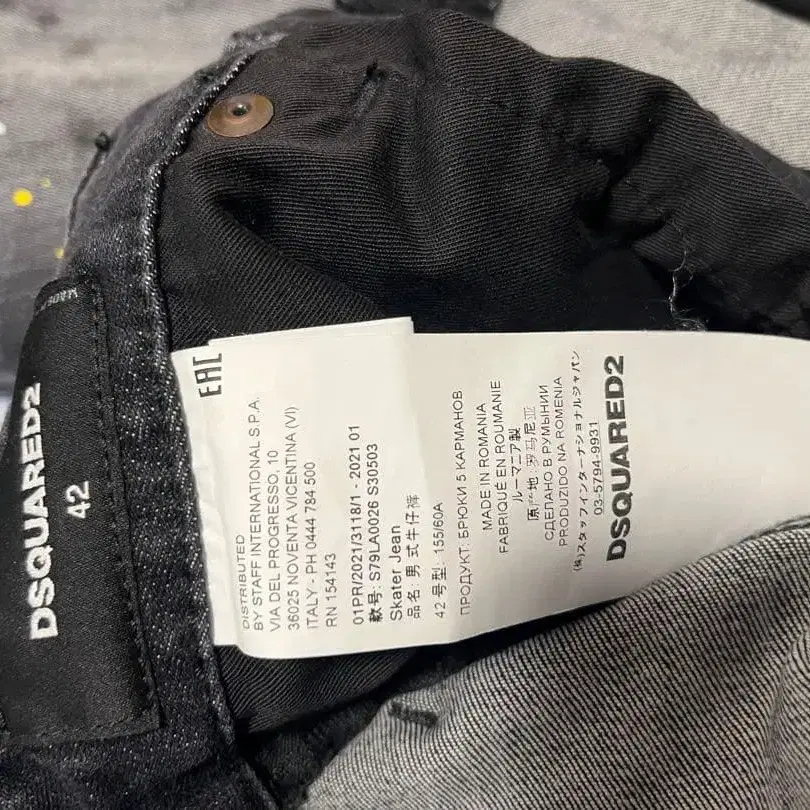 DSQUARED2
42
EAC
DISTRIBUTED
BY STAFF INTERNATIONAL S.P.A.
VIA DEL PROGRESSO, 10
36025 NOVENTA VICENTINA (VI)
ITALY - PH 0444 784 500
RN 154143
01PR/2021/3118/1 - 2021 01
款号: S79LA0026 S30503
Skater Jean
品名: 男式牛仔裤
42 号型: 155/60A
ПРОДУКТ: БРЮКИ 5 КАРМАНОВ
MADE IN ROMANIA
FABRIQUÉ EN ROUMANIE
ルーマニア製
原产地:罗马尼亚
СДЕЛАНО В РУМЫНИИ
PRODUZIDO NA ROMENIA
(株)スタッフインターナショナルジャパン
03-5794-9931
DSQUARED2